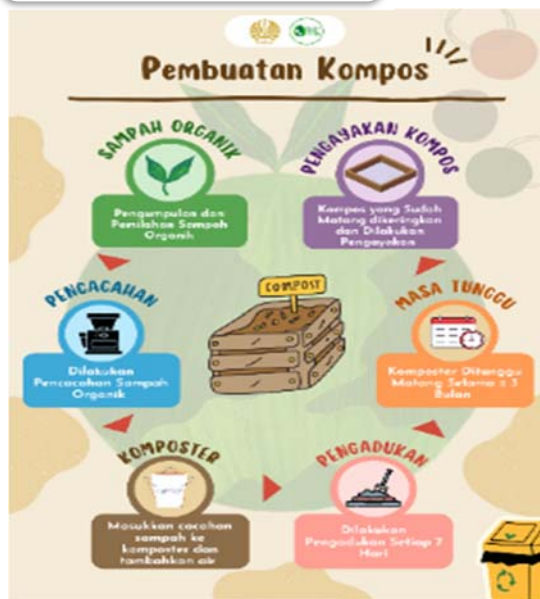 Pembuatan Kompos
SAMPAH ORGANIK
Pengumpulan dan
Pemilahan Sampah
Organik
PENCACAHAN
Dilakukan
Pencacahan Sampah
Organik
KOMPOSTER
Masukkan cacahan
sampah ke
komposter dan
tambahkan air
PENGADUKAN
Dilakukan
Pengadukan Setiap 7
Hari
MASA TUNGGU
Komposter Ditunggu
Matang Selama ± 3
Bulan
PENGAYAKAN KOMPOS
Kompos yang Sudah
Matang dikeringkan
dan Dilakukan
Pengayakan
COMPOST